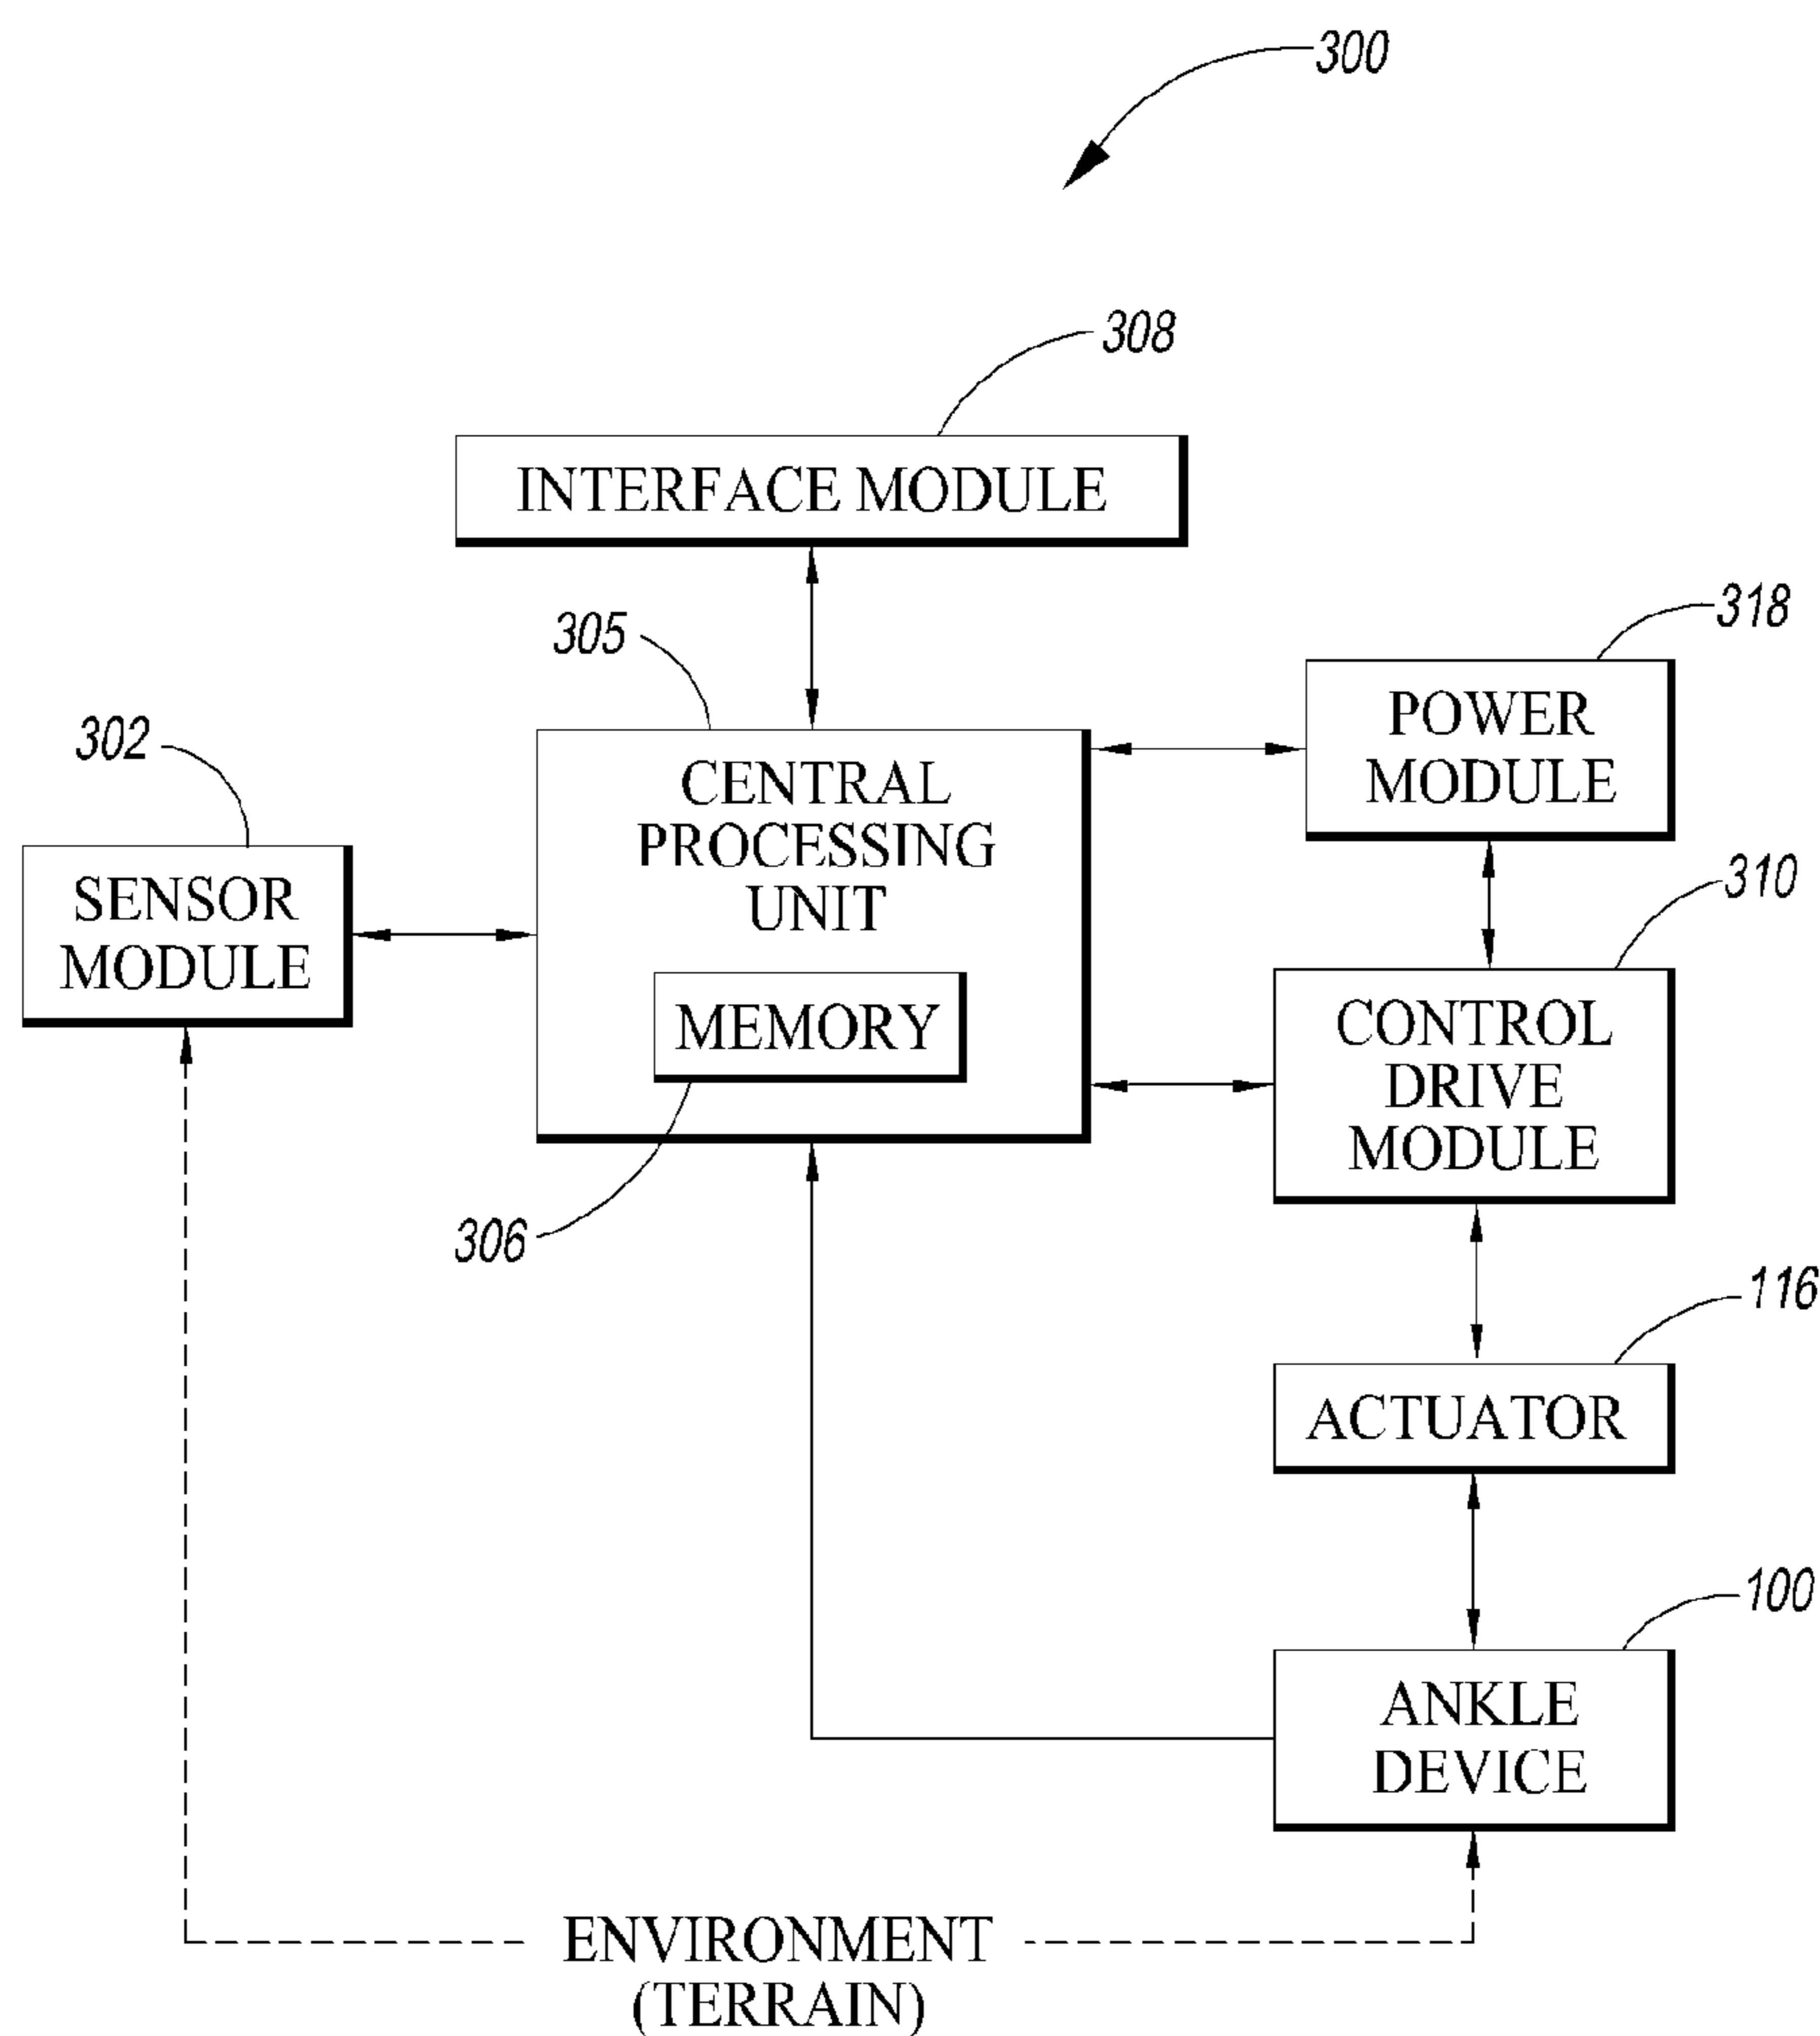 300
308
INTERFACE MODULE
305
318
POWER
MODULE
302
CENTRAL
PROCESSING
UNIT
SENSOR
MODULE
310
MEMORY
CONTROL
DRIVE
MODULE
306
116
ACTUATOR
100
ANKLE
DEVICE
ENVIRONMENT
(TERRAIN)